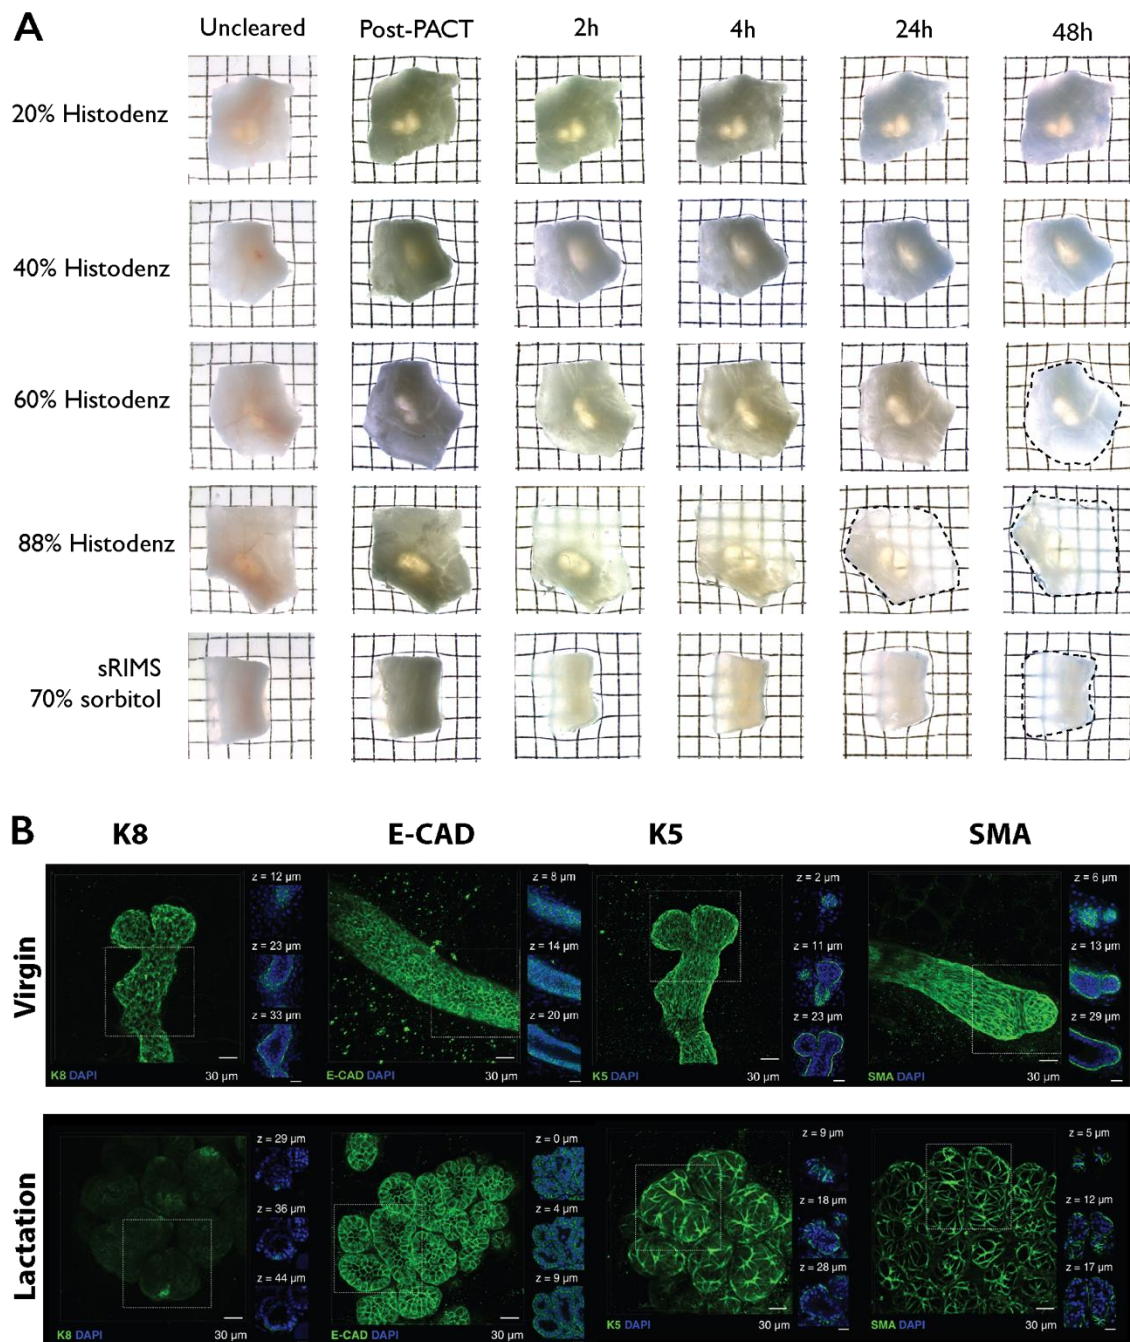 A
Uncleared Post-PACT 2h 4h 24h 48h
20% Histodenz
40% Histodenz
60% Histodenz
88% Histodenz
sRIMS
70% sorbitol
B
K8 E-CAD K5 SMA
Virgin
z = 12 µm
23 µm
33 µm
K8 DAPI
30 µm
z = 8 µm
14 µm
20 µm
E-CAD DAPI
30 µm
z = 2 µm
11 µm
23 µm
K5 DAPI
30 µm
z = 6 µm
z = 13 µm
z = 29 µm
SMA DAPI
30 µm
Lactation
z = 29 µm
z = 36 µm
z = 44 µm
K8 DAPI
30 µm
z = 0 µm
z = 4 µm
z = 9 µm
E-CAD DAPI
30 µm
z = 9 µm
z = 18 µm
z = 28 µm
K5 DAPI
30 µm
z = 5 µm
z = 12 µm
z = 17 µm
SMA DAPI
30 µm